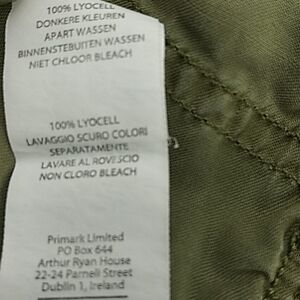 100% LYOCELL
DONKERE KLEUREN
APART WASSEN
BINNENSTEBUITEN WASSEN
NIET CHLOOR BLEACH
100% LYOCELL
LAVAGGIO SCURO COLORI
SEPARATAMENTE
LAVARE AL ROVESCIO
NON CLORO BLEACH
Primark Limited
PO Box 644
Arthur Ryan House
22-24 Parnell Street
Dublin 1, Ireland